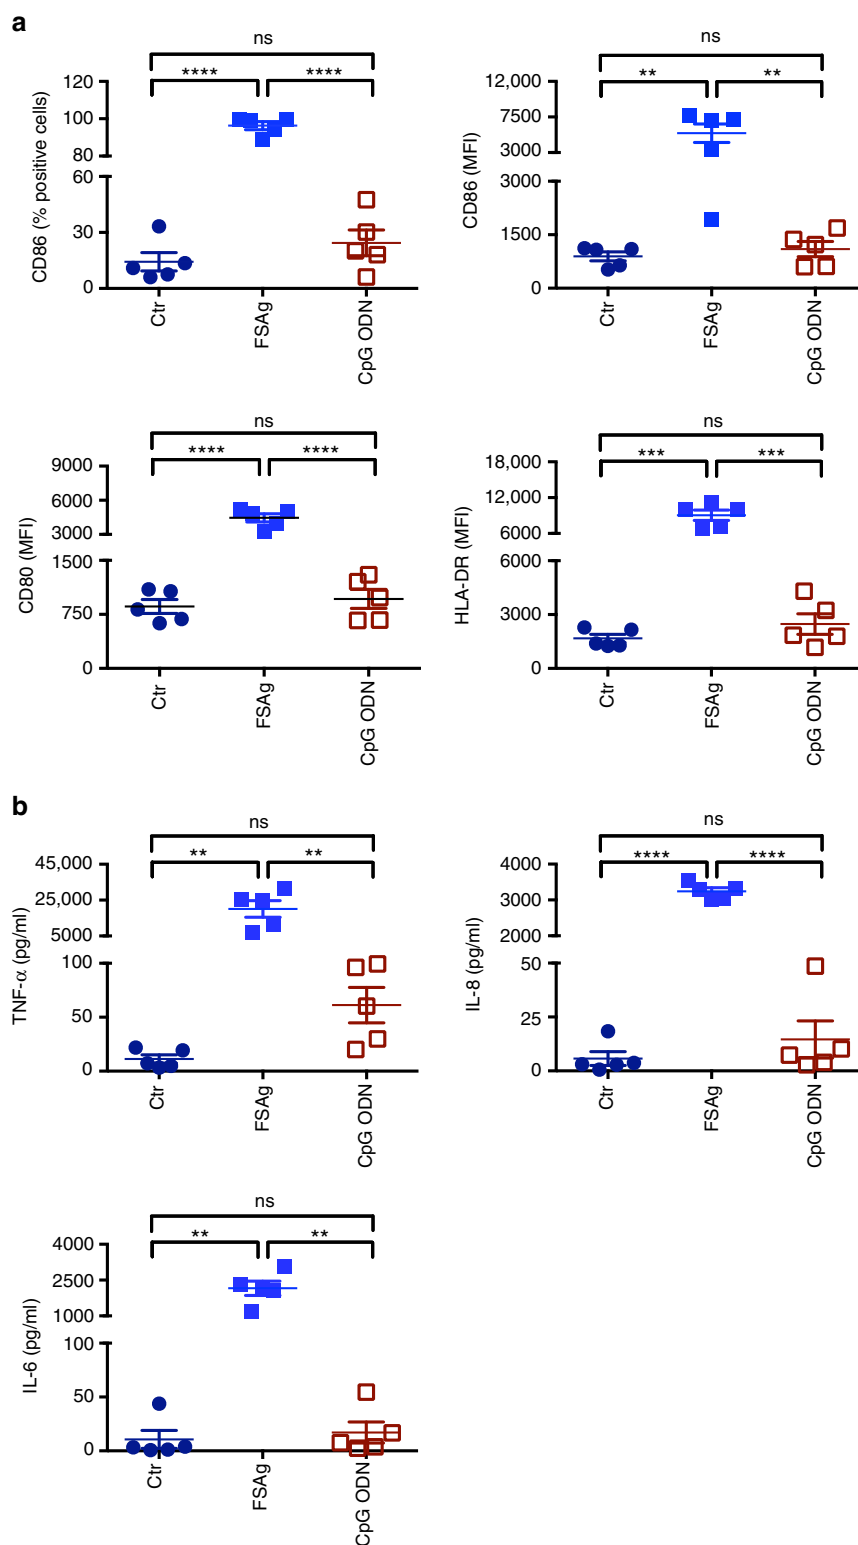 a
ns
**** ****
120
100
80
60
30
0
CD86 (% positive cells)
Ctr
FSAg
CpG ODN
ns
** **
12,000
7500
3000
3000
1500
0
CD86 (MFI)
Ctr
FSAg
CpG ODN
ns
**** ****
9000
6000
3000
1500
750
0
CD80 (MFI)
Ctr
FSAg
CpG ODN
ns
*** ***
18,000
12,000
6000
6000
3000
0
HLA-DR (MFI)
Ctr
FSAg
CpG ODN
b
ns
** **
45,000
25,000
5000
100
50
0
TNF-α (pg/ml)
Ctr
FSAg
CpG ODN
ns
**** ****
4000
3000
2000
50
25
0
IL-8 (pg/ml)
Ctr
FSAg
CpG ODN
ns
** **
4000
2500
1000
100
50
0
IL-6 (pg/ml)
Ctr
FSAg
CpG ODN